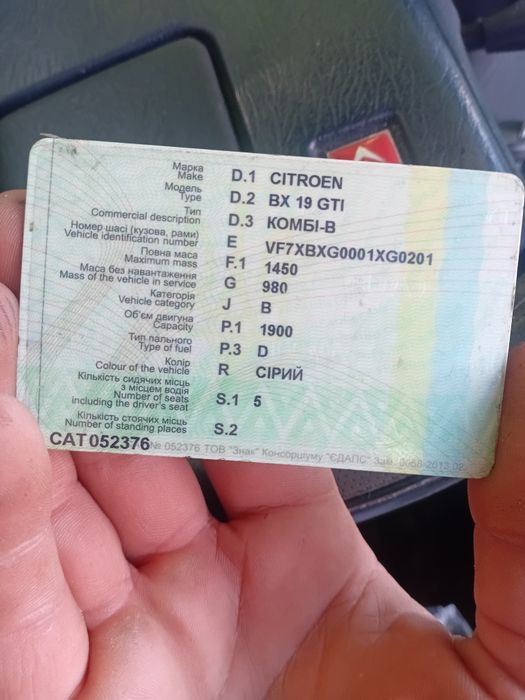 Марка
Make D.1 CITROEN
Модель
Type D.2 BX 19 GTI
Тип
Commercial description D.3 КОМБІ-В
Номер шасі (кузова, рами)
Vehicle identification number E VF7XBXG0001XG0201
Повна маса
Maximum mass F.1 1450
Маса без навантаження
Mass of the vehicle in service G 980
Категорія
Vehicle category J B
Об'єм двигуна
Capacity P.1 1900
Тип пального
Type of fuel P.3 D
Колір
Colour of the vehicle R СІРИЙ
Кількість сидячих місць
з місцем водія
Number of seats
including the driver's seat S.1 5
Кількість стоячих місць
Number of standing places S.2
САТ052376 № 052376 ТОВ "Знак" Консорціуму "ЄДАПС"